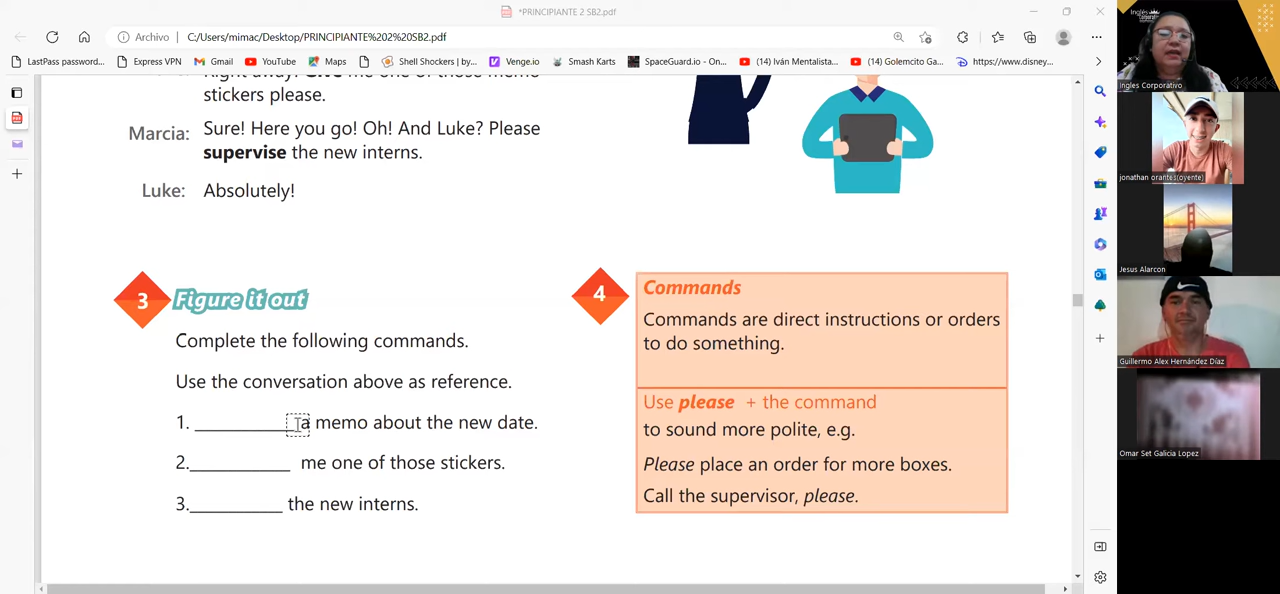 *PRINCIPIANTE 2 SB2.pdf
Archivo | C:/Users/mimac/Desktop/PRINCIPIANTE%202%20SB2.pdf
LastPass password... Express VPN Gmail YouTube Maps Shell Shockers | by... Venge.io Smash Karts SpaceGuard.io - On... (14) Iván Mentalista... (14) Golemcito Ga... https://www.disney...
stickers please.
Marcia: Sure! Here you go! Oh! And Luke? Please
supervise the new interns.
Luke: Absolutely!
3 Figure it out
Complete the following commands.
Use the conversation above as reference.
1. ___________ a memo about the new date.
2.___________ me one of those stickers.
3.__________ the new interns.
4 Commands
Commands are direct instructions or orders
to do something.
Use please + the command
to sound more polite, e.g.
Please place an order for more boxes.
Call the supervisor, please.
Inglés
Corporativo
Ingles Corporativo
jonathan orantes(oyente)
Jesus Alarcon
Guillermo Alex Hernández Díaz
Omar Set Galicia Lopez